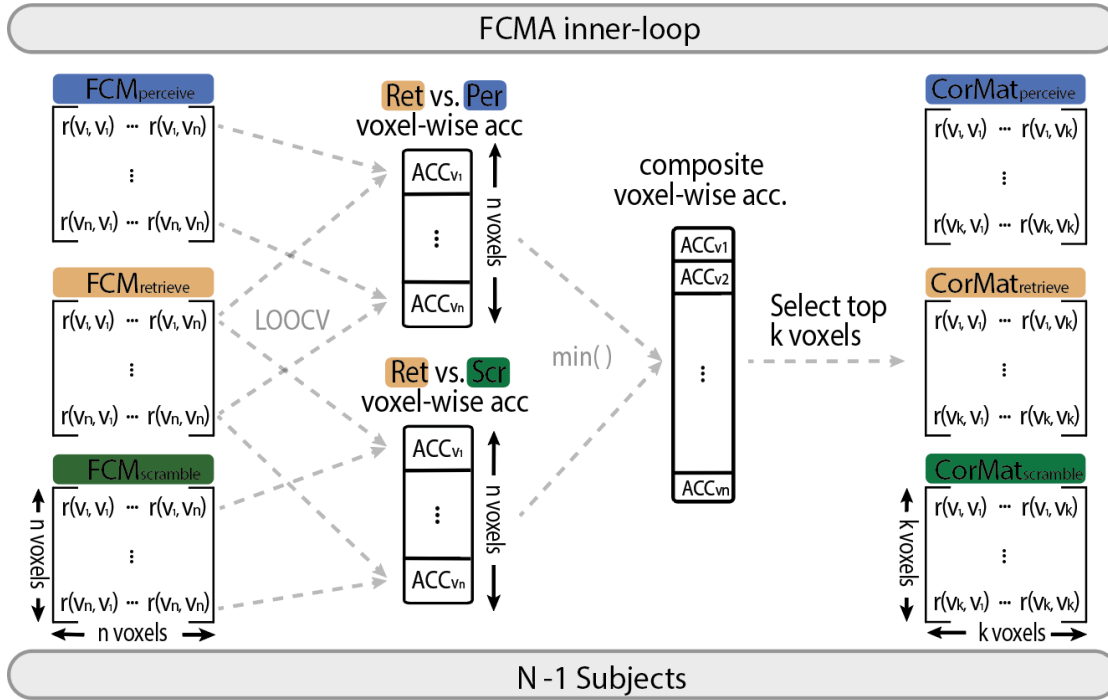 FCMA inner-loop
FCMperceive
r(v₁, v₁) ··· r(v₁, vₙ)
⋮
r(vₙ, v₁) ··· r(vₙ, vₙ)
FCMretrieve
r(v₁, v₁) ··· r(v₁, vₙ)
⋮
r(vₙ, v₁) ··· r(vₙ, vₙ)
FCMscramble
r(v₁, v₁) ··· r(v₁, vₙ)
⋮
r(vₙ, v₁) ··· r(vₙ, vₙ)
n voxels
n voxels
LOOCV
Ret vs. Per
voxel-wise acc
ACCv₁
⋮
ACCvₙ
n voxels
Ret vs. Scr
voxel-wise acc
ACCv₁
⋮
ACCvₙ
n voxels
min( )
composite
voxel-wise acc.
ACCv1
ACCv2
⋮
ACCvn
Select top
k voxels
CorMatperceive
r(v₁, v₁) ··· r(v₁, vₖ)
⋮
r(vₖ, v₁) ··· r(vₖ, vₖ)
CorMatretrieve
r(v₁, v₁) ··· r(v₁, vₖ)
⋮
r(vₖ, v₁) ··· r(vₖ, vₖ)
CorMatscramble
r(v₁, v₁) ··· r(v₁, vₖ)
⋮
r(vₖ, v₁) ··· r(vₖ, vₖ)
k voxels
k voxels
N -1 Subjects